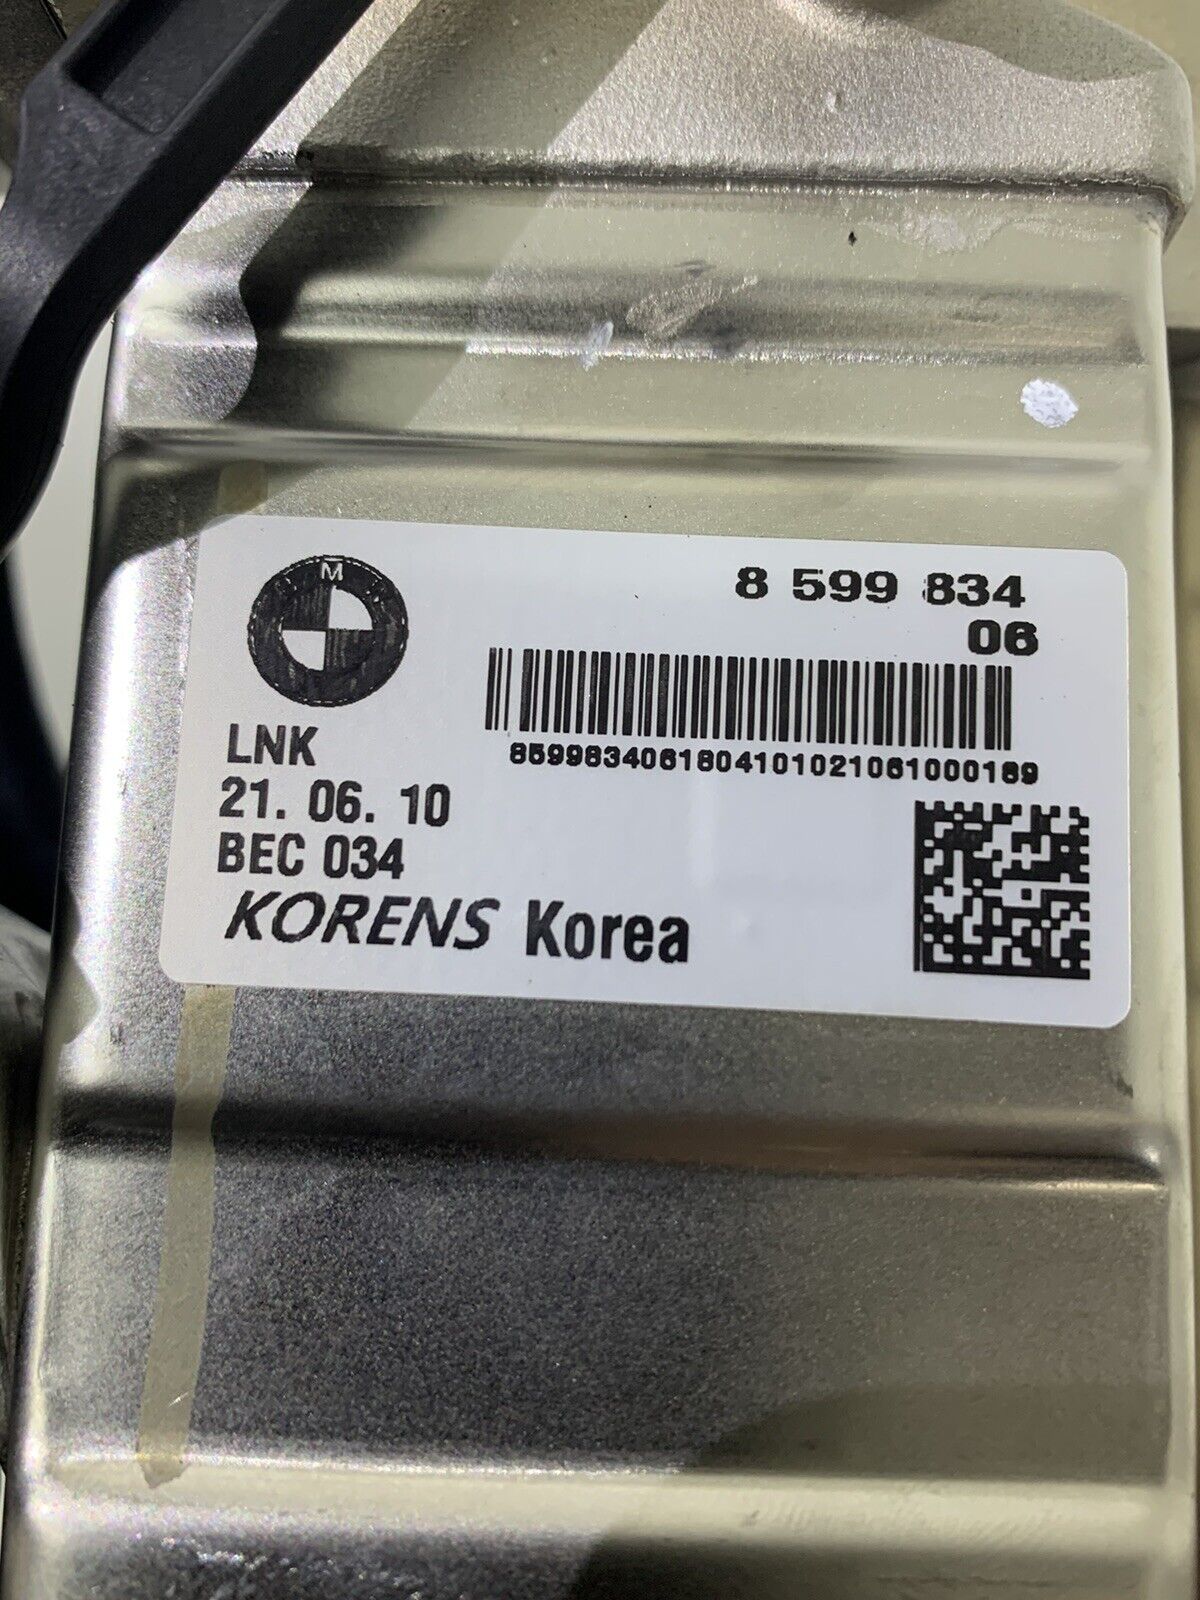 M
8 599 834
06
8599834061804101021061000189
LNK
21. 06. 10
BEC 034
KORENS Korea